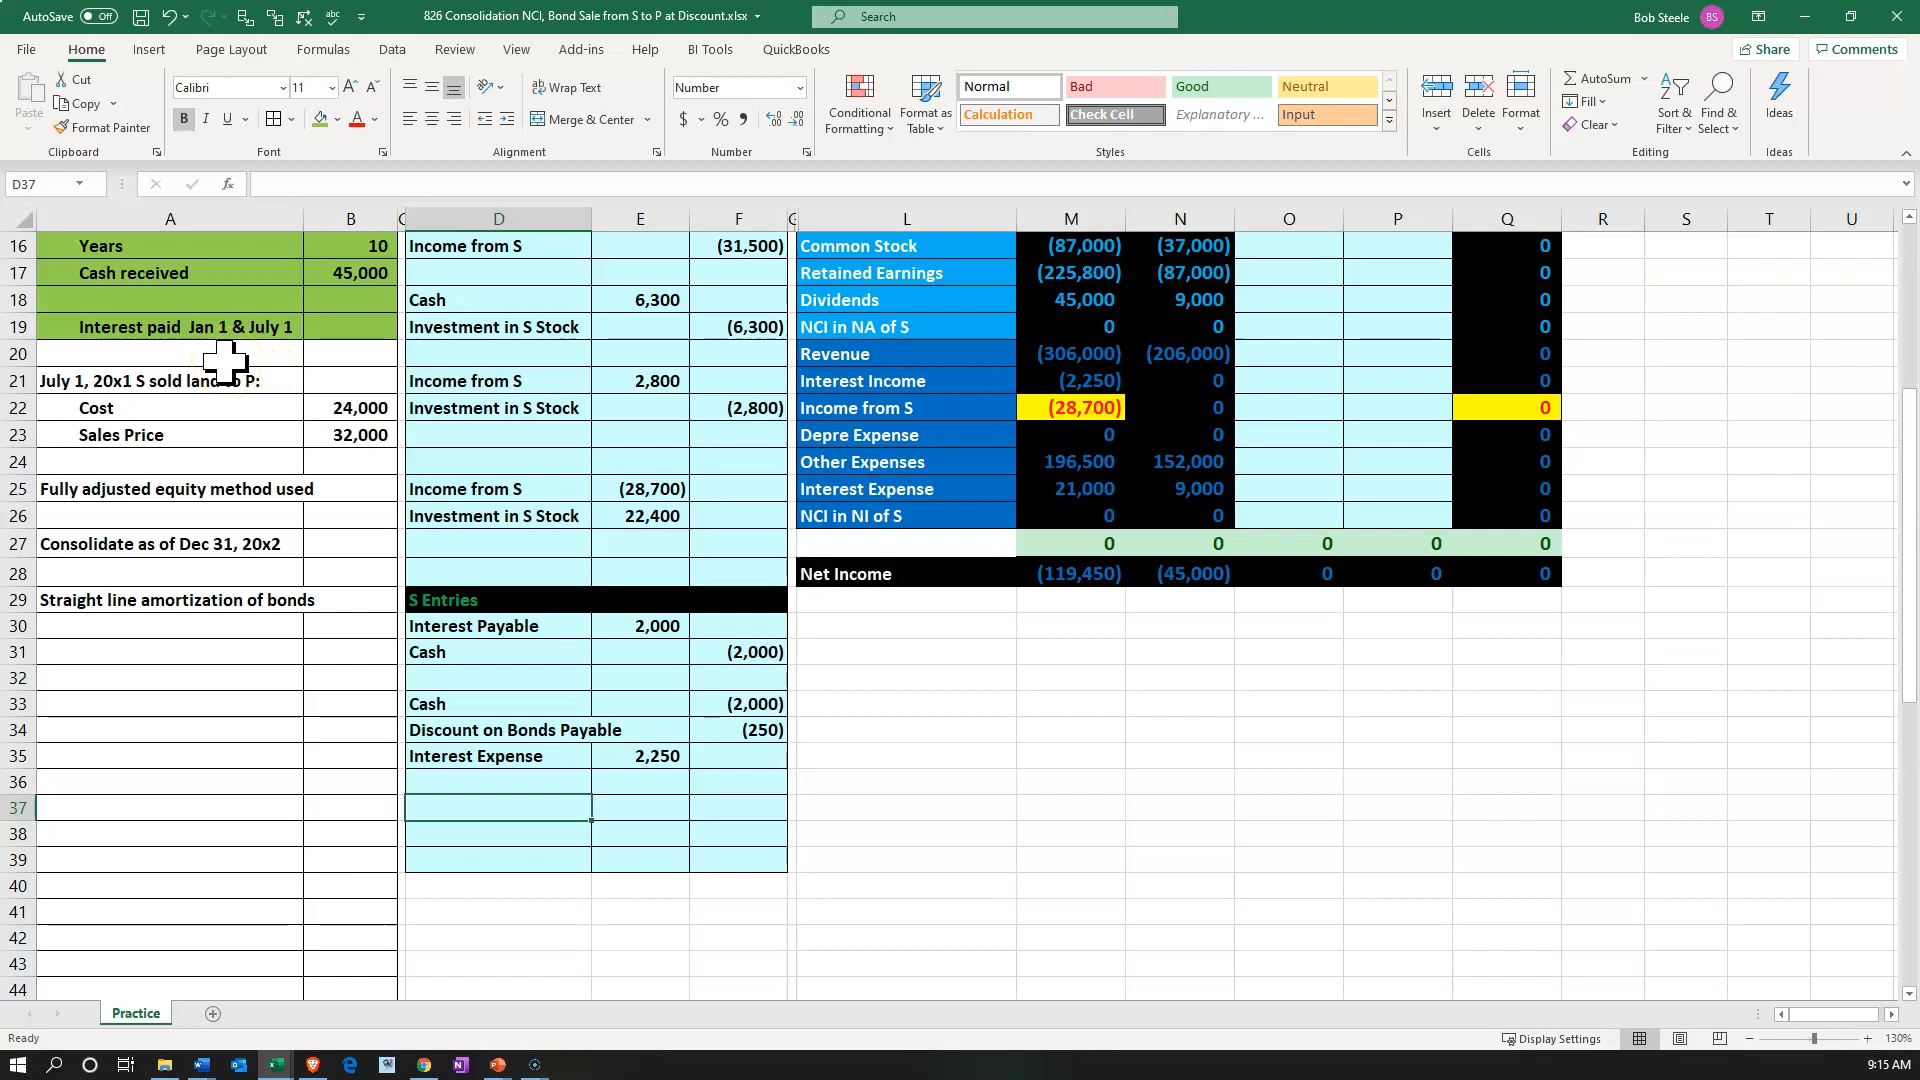 AutoSave Off 826 Consolidation NCI, Bond Sale from S to P at Discount.xlsx Search Bob Steele BS
File Home Insert Page Layout Formulas Data Review View Add-ins Help BI Tools QuickBooks Share Comments
Paste Cut Copy Format Painter Clipboard
Calibri 11 B I U A Font
Wrap Text Merge & Center Alignment
Number $ % Number
Conditional Formatting Format as Table
Normal Bad Good Neutral
Calculation Check Cell Explanatory ... Input
Styles
Insert Delete Format Cells
AutoSum Fill Clear Sort & Filter Find & Select Editing
Ideas Ideas
D37 fx
A B C D E F G L M N O P Q R S T U
16 Years 10 Income from S (31,500) Common Stock (87,000) (37,000) 0
17 Cash received 45,000 Retained Earnings (225,800) (87,000) 0
18 Cash 6,300 Dividends 45,000 9,000 0
19 Interest paid Jan 1 & July 1 Investment in S Stock (6,300) NCI in NA of S 0 0 0
20 Revenue (306,000) (206,000) 0
21 July 1, 20x1 S sold land to P: Income from S 2,800 Interest Income (2,250) 0 0
22 Cost 24,000 Investment in S Stock (2,800) Income from S (28,700) 0 0
23 Sales Price 32,000 Depre Expense 0 0 0
24 Other Expenses 196,500 152,000 0
25 Fully adjusted equity method used Income from S (28,700) Interest Expense 21,000 9,000 0
26 Investment in S Stock 22,400 NCI in NI of S 0 0 0
27 Consolidate as of Dec 31, 20x2 0 0 0 0 0
28 Net Income (119,450) (45,000) 0 0 0
29 Straight line amortization of bonds S Entries
30 Interest Payable 2,000
31 Cash (2,000)
32
33 Cash (2,000)
34 Discount on Bonds Payable (250)
35 Interest Expense 2,250
36
37
38
39
40
41
42
43
44
Practice
Ready Display Settings 130%
9:15 AM